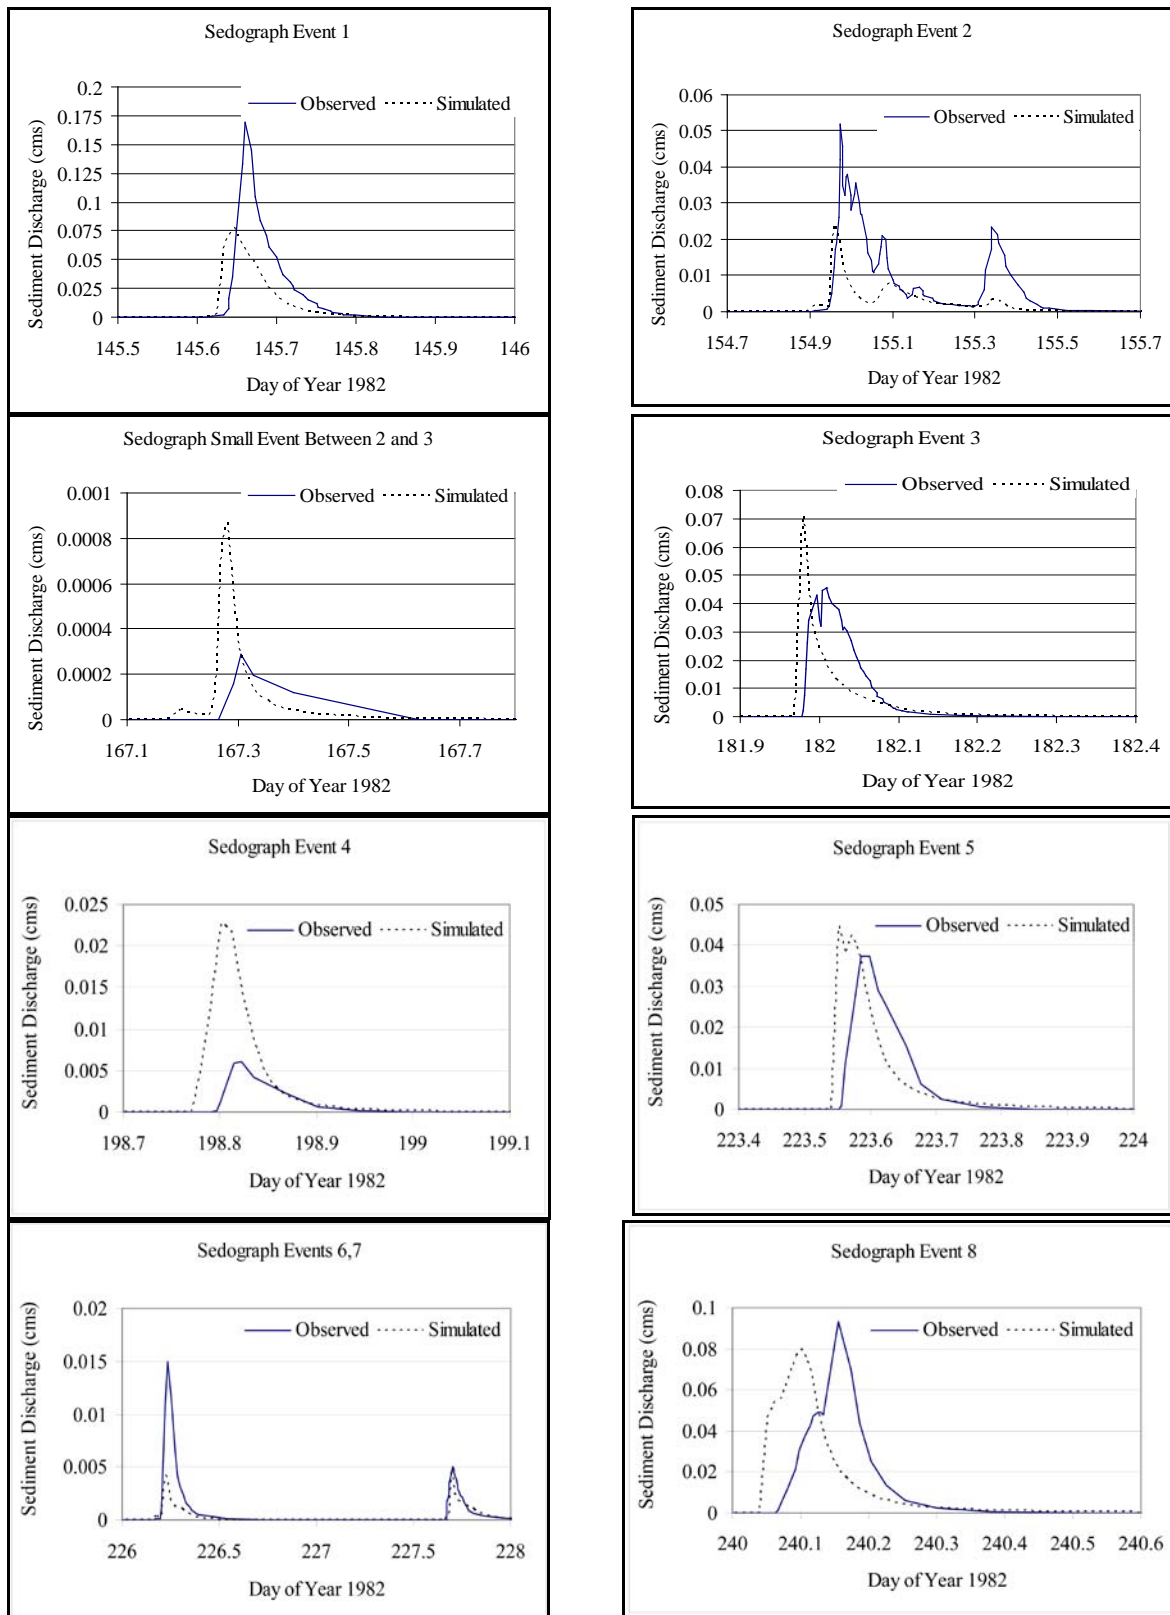 Sedograph Event 1
0.2
0.175
0.15
0.125
0.1
0.075
0.05
0.025
0
Observed Simulated
Sediment Discharge (cms)
145.5 145.6 145.7 145.8 145.9 146
Day of Year 1982
Sedograph Event 2
0.06
0.05
0.04
0.03
0.02
0.01
0
Observed Simulated
Sediment Discharge (cms)
154.7 154.9 155.1 155.3 155.5 155.7
Day of Year 1982
Sedograph Small Event Between 2 and 3
0.001
0.0008
0.0006
0.0004
0.0002
0
Observed Simulated
Sediment Discharge (cms)
167.1 167.3 167.5 167.7
Day of Year 1982
Sedograph Event 3
0.08
0.07
0.06
0.05
0.04
0.03
0.02
0.01
0
Observed Simulated
Sediment Discharge (cms)
181.9 182 182.1 182.2 182.3 182.4
Day of Year 1982
Sedograph Event 4
0.025
0.02
0.015
0.01
0.005
0
Observed Simulated
Sediment Discharge (cms)
198.7 198.8 198.9 199 199.1
Day of Year 1982
Sedograph Event 5
0.05
0.04
0.03
0.02
0.01
0
Observed Simulated
Sediment Discharge (cms)
223.4 223.5 223.6 223.7 223.8 223.9 224
Day of Year 1982
Sedograph Events 6,7
0.02
0.015
0.01
0.005
0
Observed Simulated
Sediment Discharge (cms)
226 226.5 227 227.5 228
Day of Year 1982
Sedograph Event 8
0.1
0.08
0.06
0.04
0.02
0
Observed Simulated
Sediment Discharge (cms)
240 240.1 240.2 240.3 240.4 240.5 240.6
Day of Year 1982